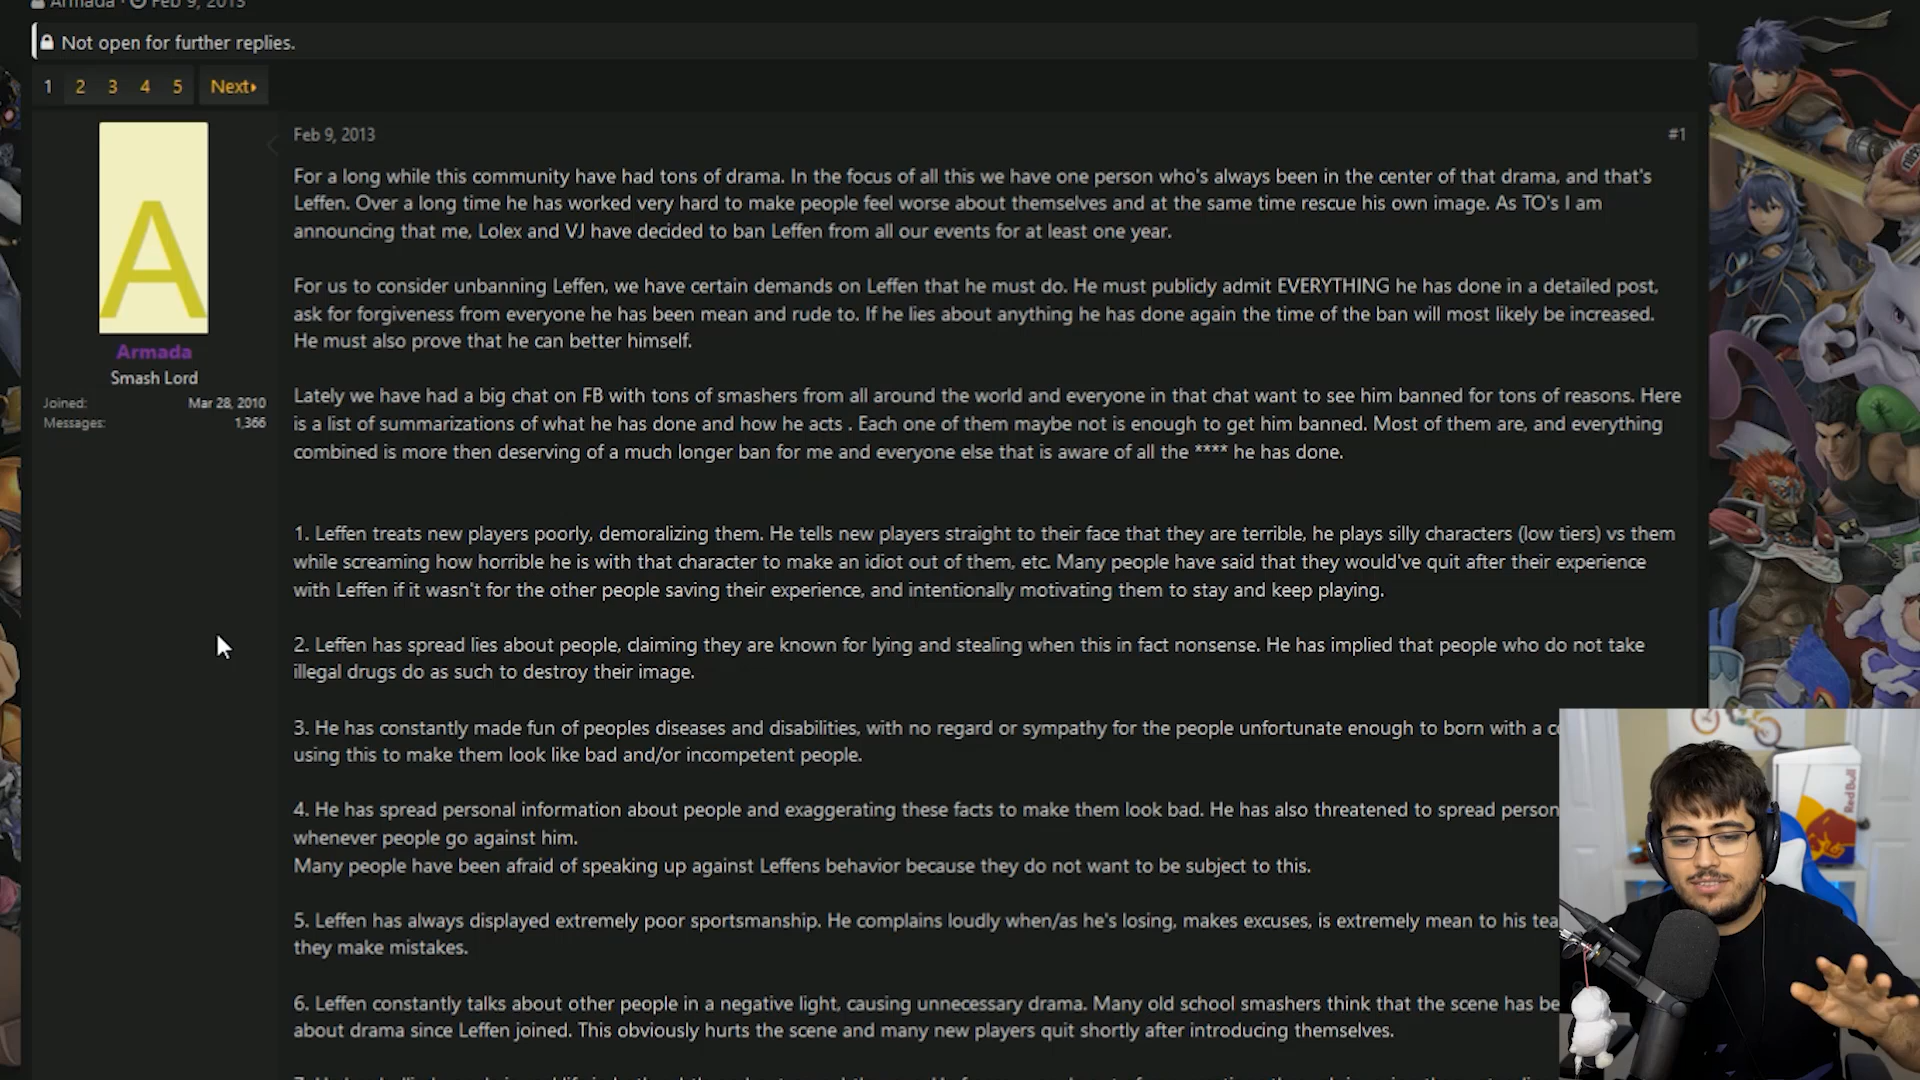 Armada · Feb 9, 2013
Not open for further replies.
1 2 3 4 5 Next
Feb 9, 2013
#1
A
Armada
Smash Lord
Joined: Mar 28, 2010
Messages: 1,366
For a long while this community have had tons of drama. In the focus of all this we have one person who's always been in the center of that drama, and that's
Leffen. Over a long time he has worked very hard to make people feel worse about themselves and at the same time rescue his own image. As TO's I am
announcing that me, Lolex and VJ have decided to ban Leffen from all our events for at least one year.
For us to consider unbanning Leffen, we have certain demands on Leffen that he must do. He must publicly admit EVERYTHING he has done in a detailed post,
ask for forgiveness from everyone he has been mean and rude to. If he lies about anything he has done again the time of the ban will most likely be increased.
He must also prove that he can better himself.
Lately we have had a big chat on FB with tons of smashers from all around the world and everyone in that chat want to see him banned for tons of reasons. Here
is a list of summarizations of what he has done and how he acts . Each one of them maybe not is enough to get him banned. Most of them are, and everything
combined is more then deserving of a much longer ban for me and everyone else that is aware of all the **** he has done.
1. Leffen treats new players poorly, demoralizing them. He tells new players straight to their face that they are terrible, he plays silly characters (low tiers) vs them
while screaming how horrible he is with that character to make an idiot out of them, etc. Many people have said that they would've quit after their experience
with Leffen if it wasn't for the other people saving their experience, and intentionally motivating them to stay and keep playing.
2. Leffen has spread lies about people, claiming they are known for lying and stealing when this in fact nonsense. He has implied that people who do not take
illegal drugs do as such to destroy their image.
3. He has constantly made fun of peoples diseases and disabilities, with no regard or sympathy for the people unfortunate enough to born with a
using this to make them look like bad and/or incompetent people.
4. He has spread personal information about people and exaggerating these facts to make them look bad. He has also threatened to spread person
whenever people go against him.
Many people have been afraid of speaking up against Leffens behavior because they do not want to be subject to this.
5. Leffen has always displayed extremely poor sportsmanship. He complains loudly when/as he's losing, makes excuses, is extremely mean to his tea
they make mistakes.
6. Leffen constantly talks about other people in a negative light, causing unnecessary drama. Many old school smashers think that the scene has be
about drama since Leffen joined. This obviously hurts the scene and many new players quit shortly after introducing themselves.
RedBull